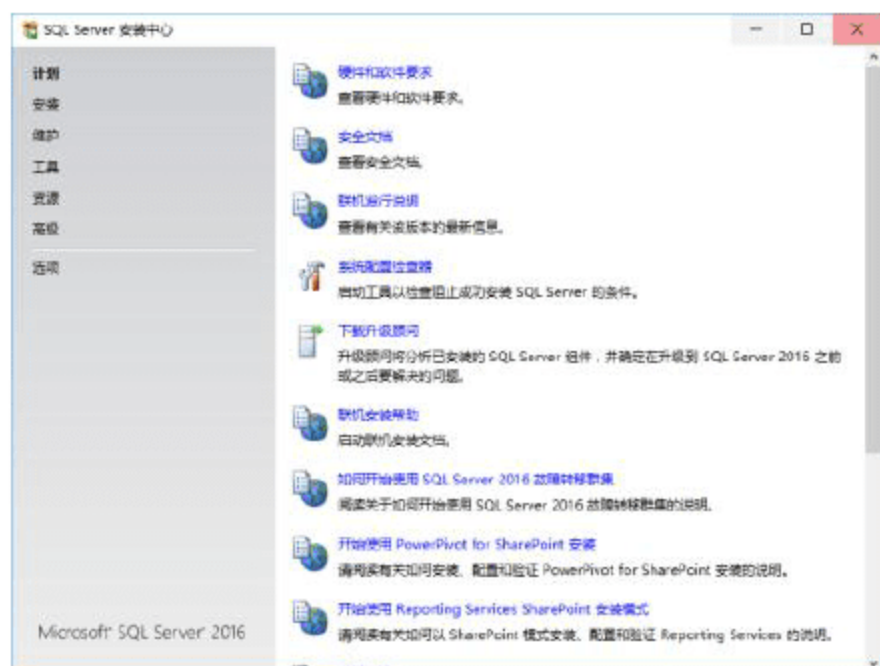 SQL Server 安装中心
计划
安装
维护
工具
资源
高级
选项
Microsoft SQL Server 2016
硬件和软件要求
查看硬件和软件要求。
安全文档
查看安全文档。
联机发行说明
查看有关该版本的最新信息。
系统配置检查器
启动工具以检查阻止成功安装 SQL Server 的条件。
下载升级顾问
升级顾问将分析已安装的 SQL Server 组件，并确定在升级到 SQL Server 2016 之前
或之后要解决的问题。
联机安装帮助
启动联机安装文档。
如何开始使用 SQL Server 2016 故障转移群集
阅读关于如何开始使用 SQL Server 2016 故障转移群集的说明。
开始使用 PowerPivot for SharePoint 安装
请阅读有关如何安装、配置和验证 PowerPivot for SharePoint 安装的说明。
开始使用 Reporting Services SharePoint 安装模式
请阅读有关如何以 SharePoint 模式安装、配置和验证 Reporting Services 的说明。